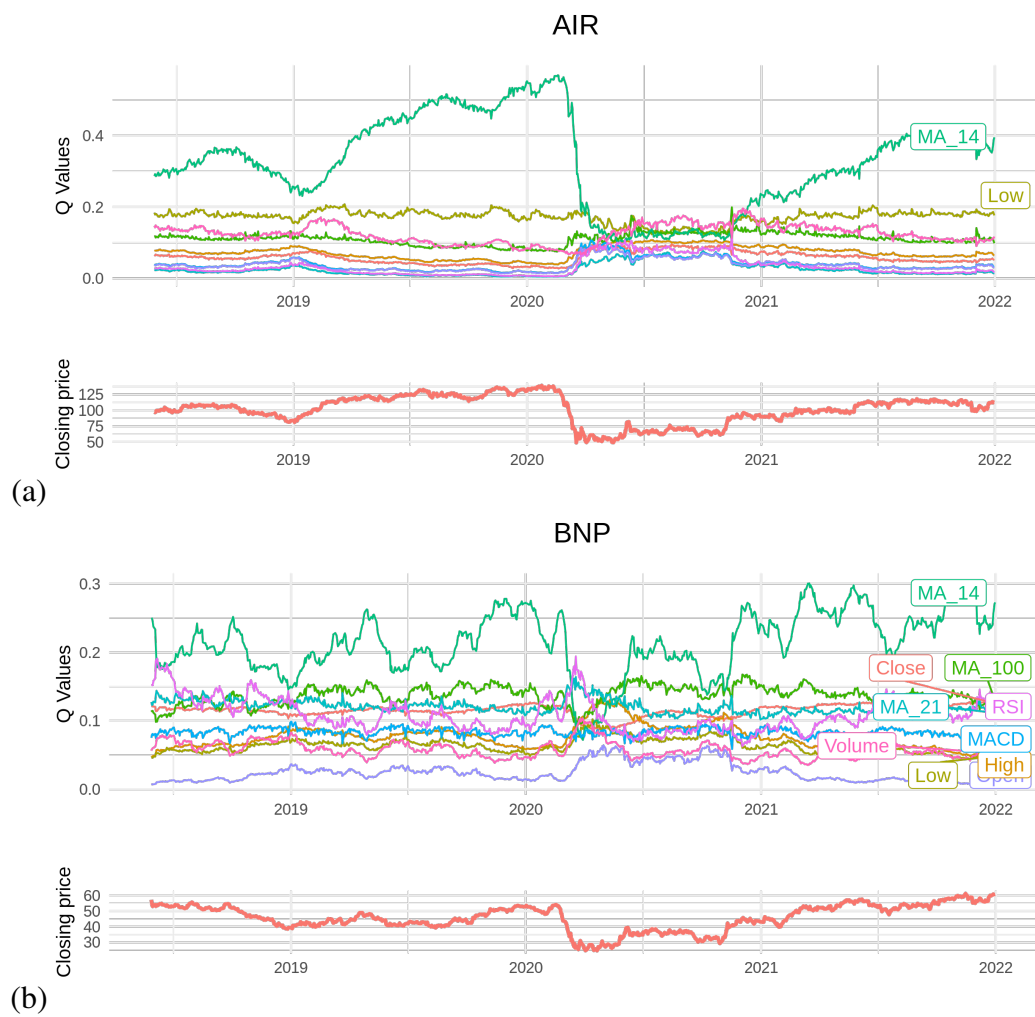 AIR
Q Values
0.4
0.2
0.0
MA_14
Low
2019 2020 2021 2022
Closing price
125
100
75
50
2019 2020 2021 2022
(a)
BNP
Q Values
0.3
0.2
0.1
0.0
MA_14
Close MA_100
MA_21 RSI
Volume MACD
High
Low Open
2019 2020 2021 2022
Closing price
60
50
40
30
2019 2020 2021 2022
(b)